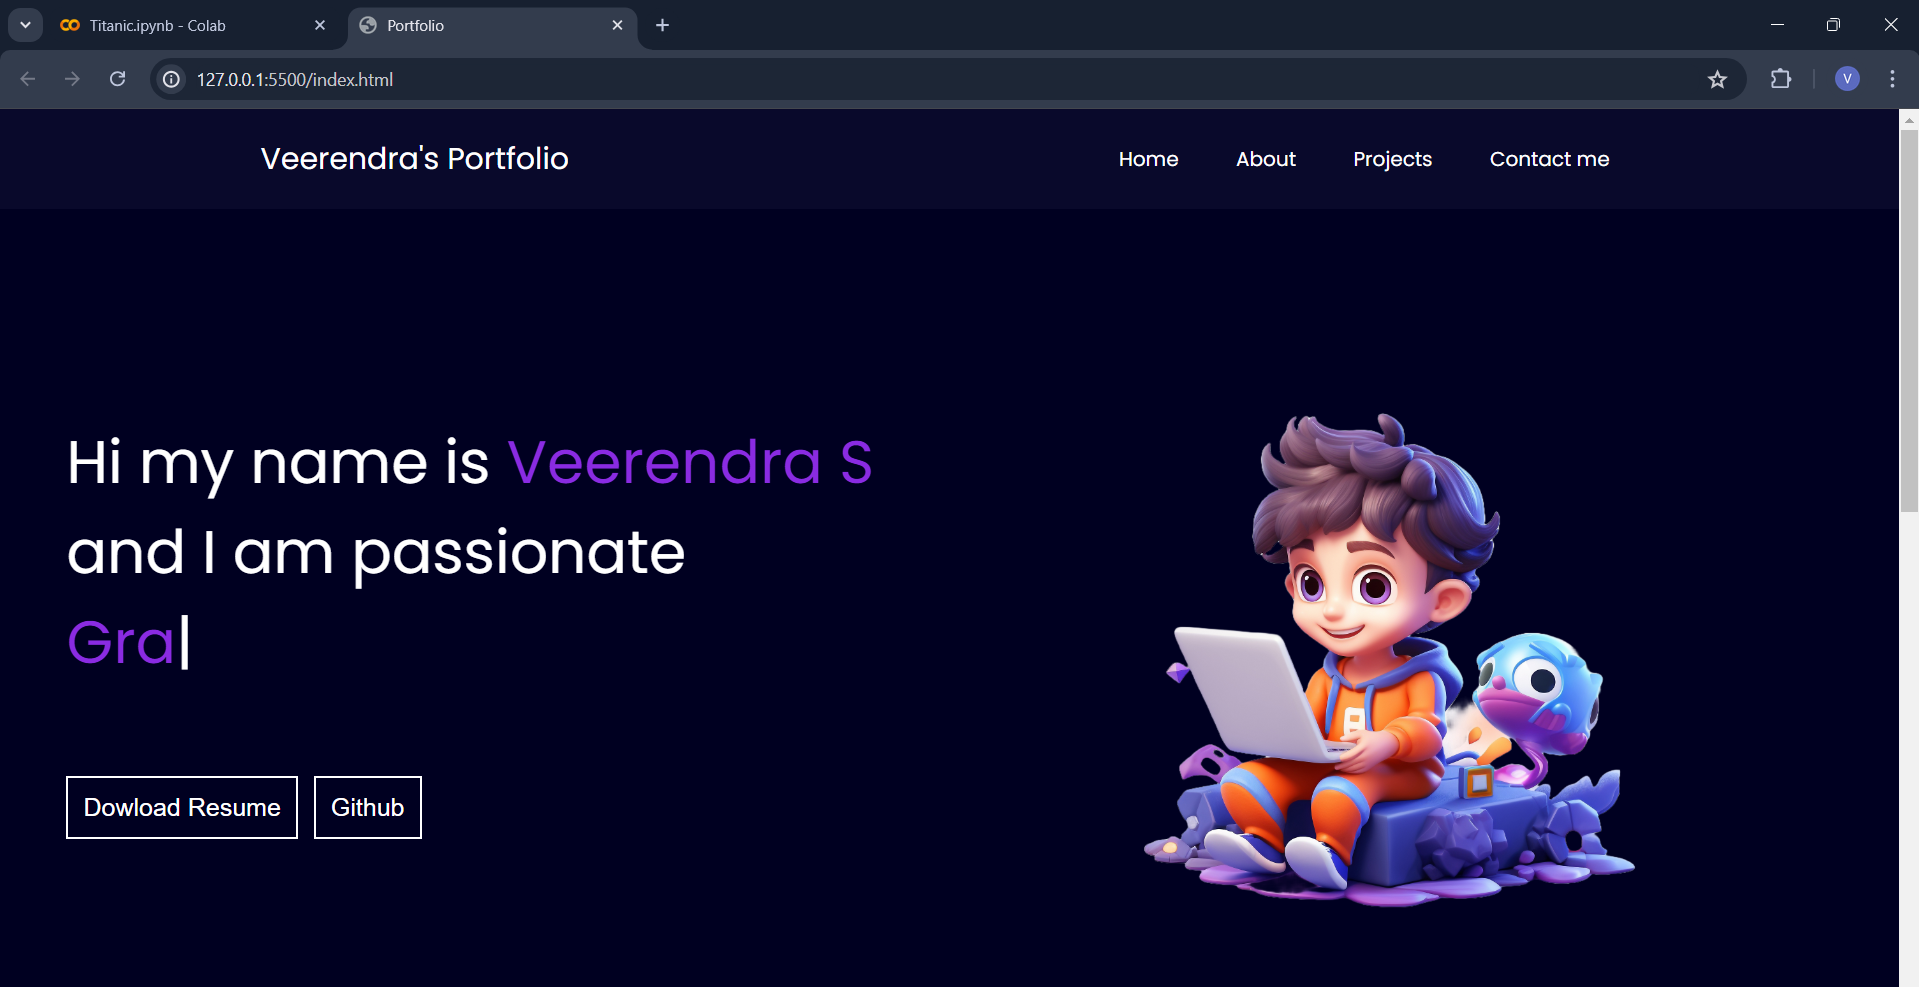 Titanic.ipynb - Colab
Portfolio
127.0.0.1:5500/index.html
V
Veerendra's Portfolio
Home
About
Projects
Contact me
Hi my name is Veerendra S
and I am passionate
Gra|
Dowload Resume
Github